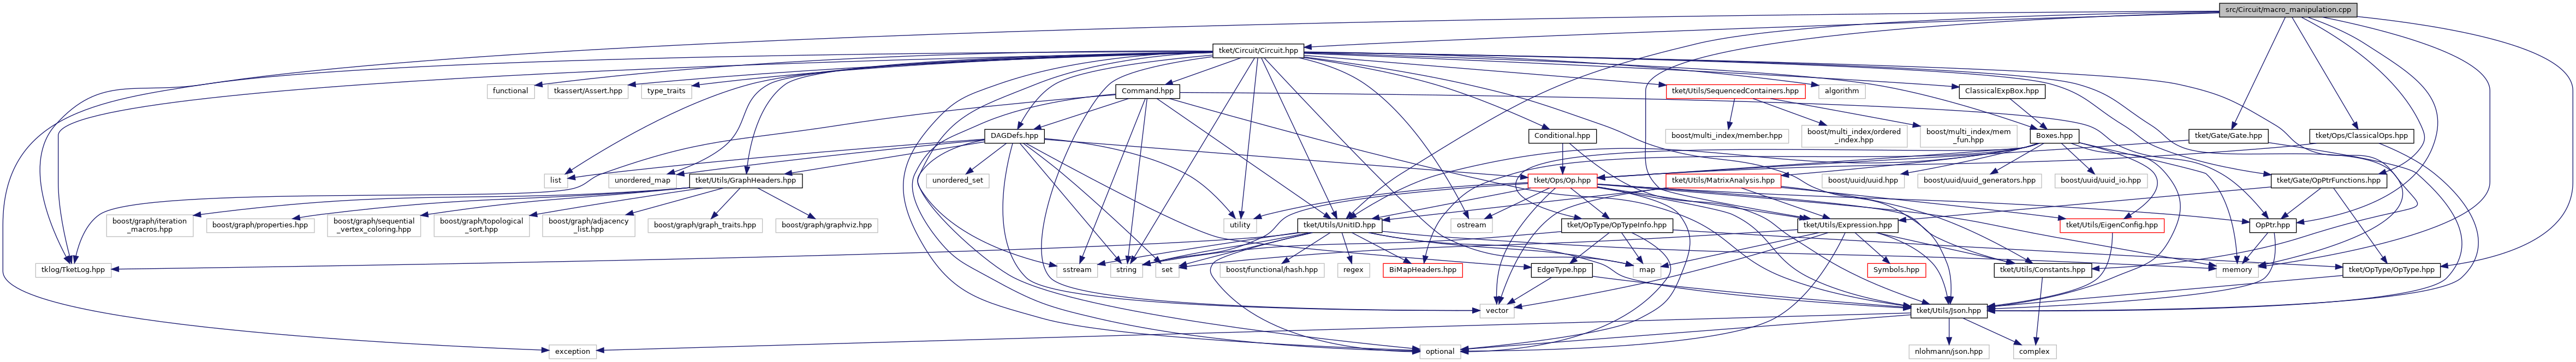 src/Circuit/macro_manipulation.cpp
tket/Circuit/Circuit.hpp
functional
tkassert/Assert.hpp
type_traits
Command.hpp
tket/Utils/SequencedContainers.hpp
algorithm
ClassicalExpBox.hpp
DAGDefs.hpp
boost/multi_index/member.hpp
boost/multi_index/ordered
_index.hpp
boost/multi_index/mem
_fun.hpp
Conditional.hpp
Boxes.hpp
tket/Gate/Gate.hpp
tket/Ops/ClassicalOps.hpp
list
unordered_map
tket/Utils/GraphHeaders.hpp
unordered_set
tket/Ops/Op.hpp
tket/Utils/MatrixAnalysis.hpp
boost/uuid/uuid.hpp
boost/uuid/uuid_generators.hpp
boost/uuid/uuid_io.hpp
tket/Gate/OpPtrFunctions.hpp
boost/graph/iteration
_macros.hpp
boost/graph/properties.hpp
boost/graph/sequential
_vertex_coloring.hpp
boost/graph/topological
_sort.hpp
boost/graph/adjacency
_list.hpp
boost/graph/graph_traits.hpp
boost/graph/graphviz.hpp
utility
tket/Utils/UnitID.hpp
ostream
tket/OpType/OpTypeInfo.hpp
tket/Utils/Expression.hpp
tket/Utils/EigenConfig.hpp
OpPtr.hpp
tklog/TketLog.hpp
sstream
string
set
boost/functional/hash.hpp
regex
BiMapHeaders.hpp
EdgeType.hpp
map
Symbols.hpp
tket/Utils/Constants.hpp
memory
tket/OpType/OpType.hpp
vector
tket/Utils/Json.hpp
exception
optional
nlohmann/json.hpp
complex